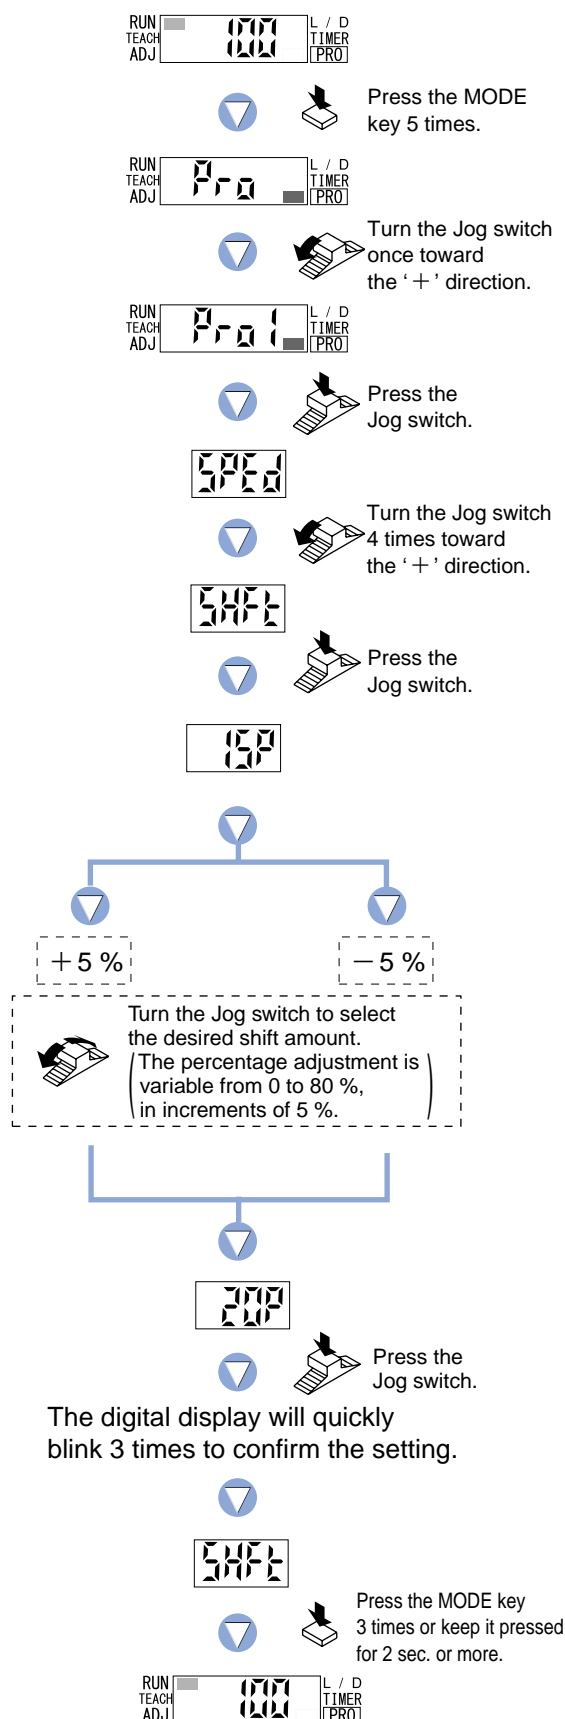 RUN 100 L / D
TEACH TIMER
ADJ PRO
Press the MODE
key 5 times.
RUN Pro L / D
TEACH TIMER
ADJ PRO
Turn the Jog switch
once toward
the ‘＋’ direction.
RUN Pro1 L / D
TEACH TIMER
ADJ PRO
Press the
Jog switch.
SPEd
Turn the Jog switch
4 times toward
the ‘＋’ direction.
SHFt
Press the
Jog switch.
15P
＋5 % －5 %
Turn the Jog switch to select
the desired shift amount.
(The percentage adjustment is
variable from 0 to 80 %,
in increments of 5 %.)
20P
Press the
Jog switch.
The digital display will quickly
blink 3 times to confirm the setting.
SHFt
Press the MODE key
3 times or keep it pressed
for 2 sec. or more.
RUN 100 L / D
TEACH TIMER
ADJ PRO